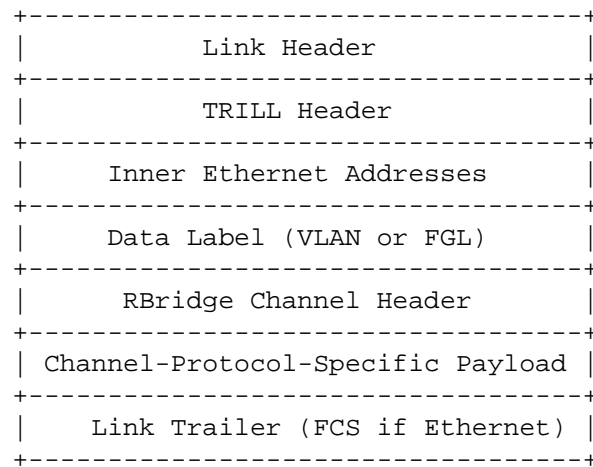 Link Header
TRILL Header
Inner Ethernet Addresses
Data Label (VLAN or FGL)
RBridge Channel Header
Channel-Protocol-Specific Payload
Link Trailer (FCS if Ethernet)